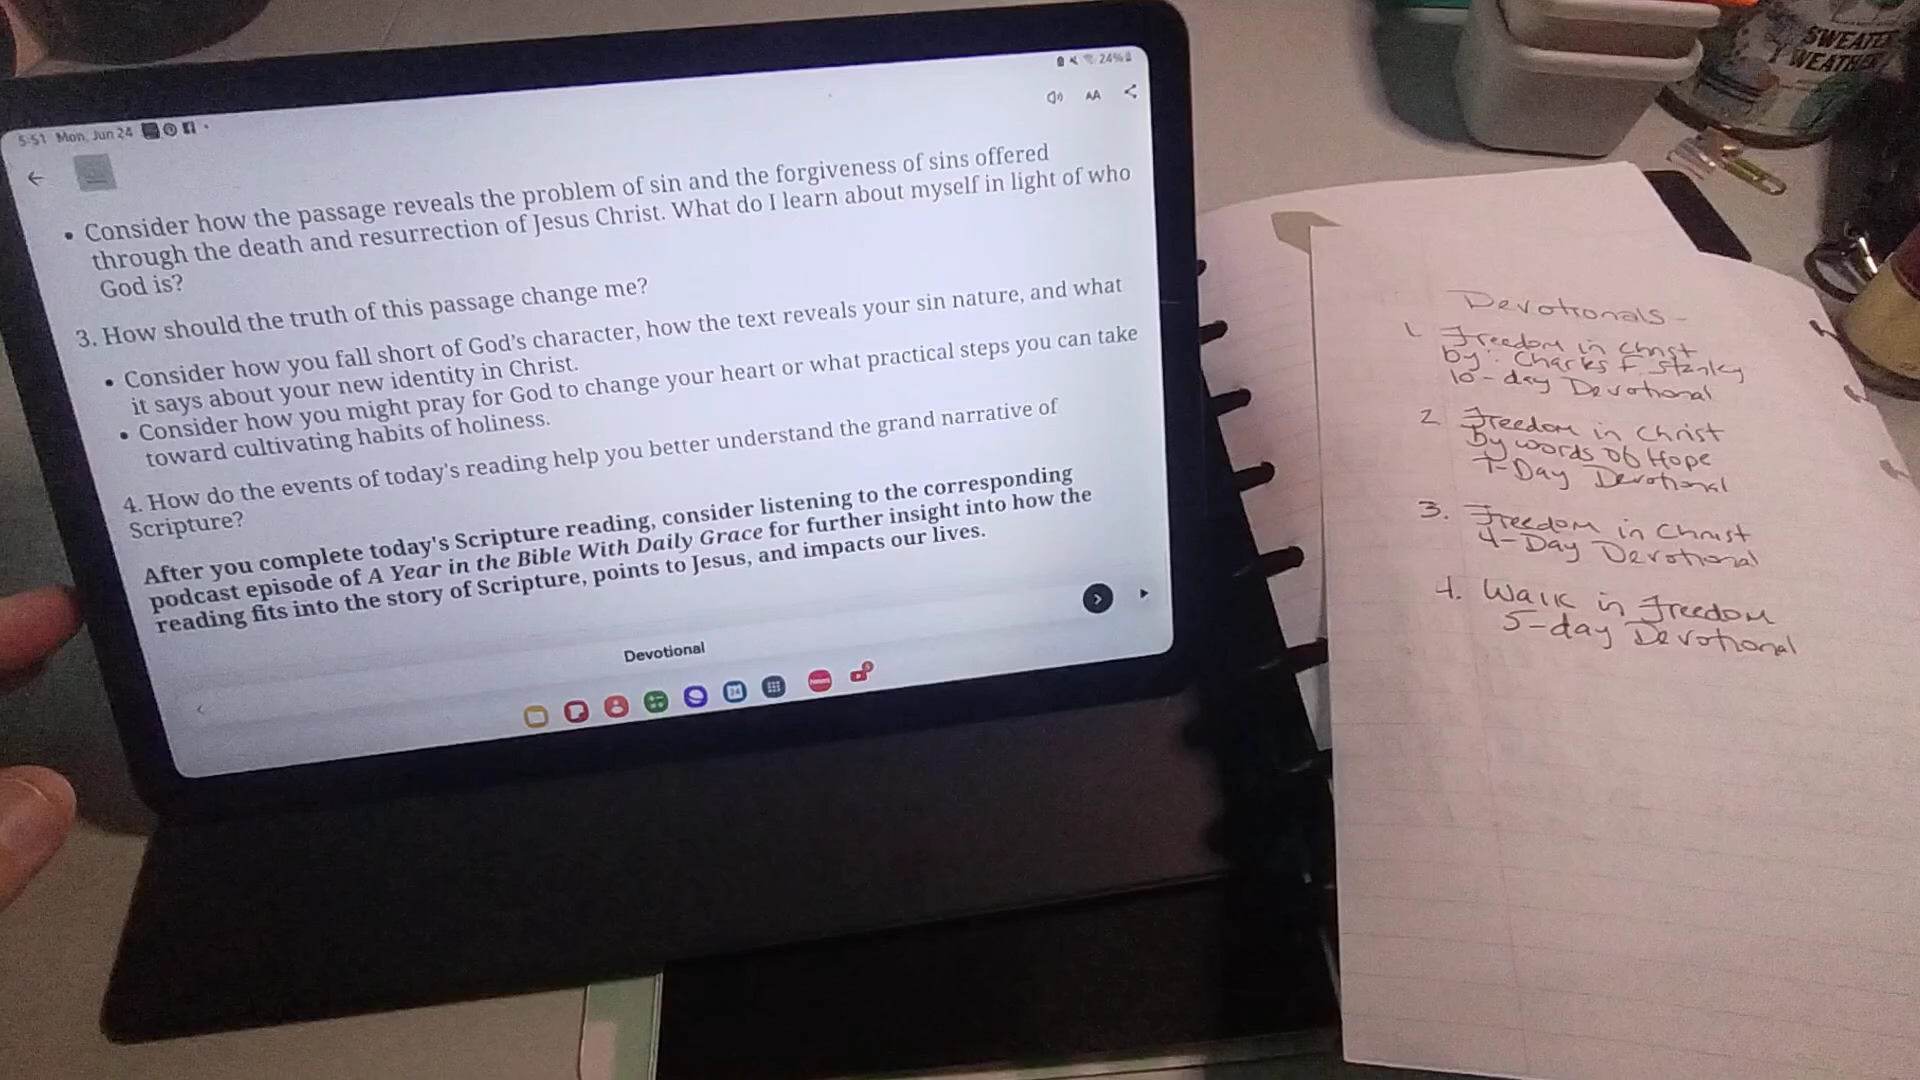 5:51 Mon, Jun 24
24%
AA
• Consider how the passage reveals the problem of sin and the forgiveness of sins offered
through the death and resurrection of Jesus Christ. What do I learn about myself in light of who
God is?
3. How should the truth of this passage change me?
• Consider how you fall short of God's character, how the text reveals your sin nature, and what
it says about your new identity in Christ.
• Consider how you might pray for God to change your heart or what practical steps you can take
toward cultivating habits of holiness.
4. How do the events of today's reading help you better understand the grand narrative of
Scripture?
After you complete today's Scripture reading, consider listening to the corresponding
podcast episode of A Year in the Bible With Daily Grace for further insight into how the
reading fits into the story of Scripture, points to Jesus, and impacts our lives.
Devotional
24
Devotionals -
1. Freedom in Christ
by: Charles F. Stanley
10-day Devotional
2 Freedom in Christ
By words of Hope
7-Day Devotional
3. Freedom in Christ
4-Day Devotional
4. Walk in Freedom
5-day Devotional
SWEATER
WEATHER